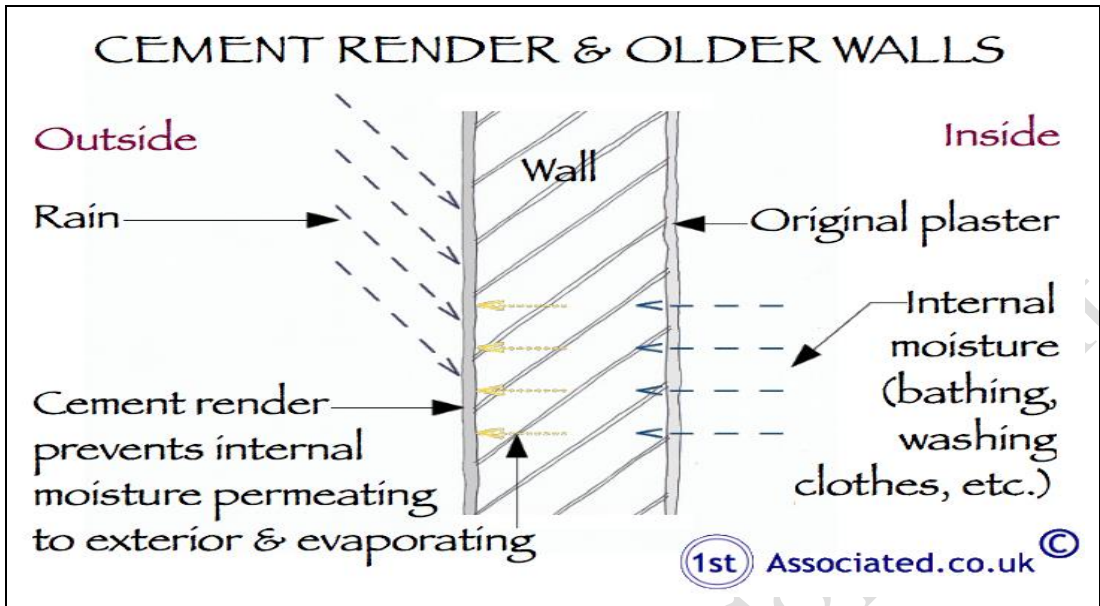 CEMENT RENDER & OLDER WALLS
Outside
Inside
Wall
Rain
Original plaster
Internal
moisture
(bathing,
washing
clothes, etc.)
Cement render
prevents internal
moisture permeating
to exterior & evaporating
1st Associated.co.uk ©